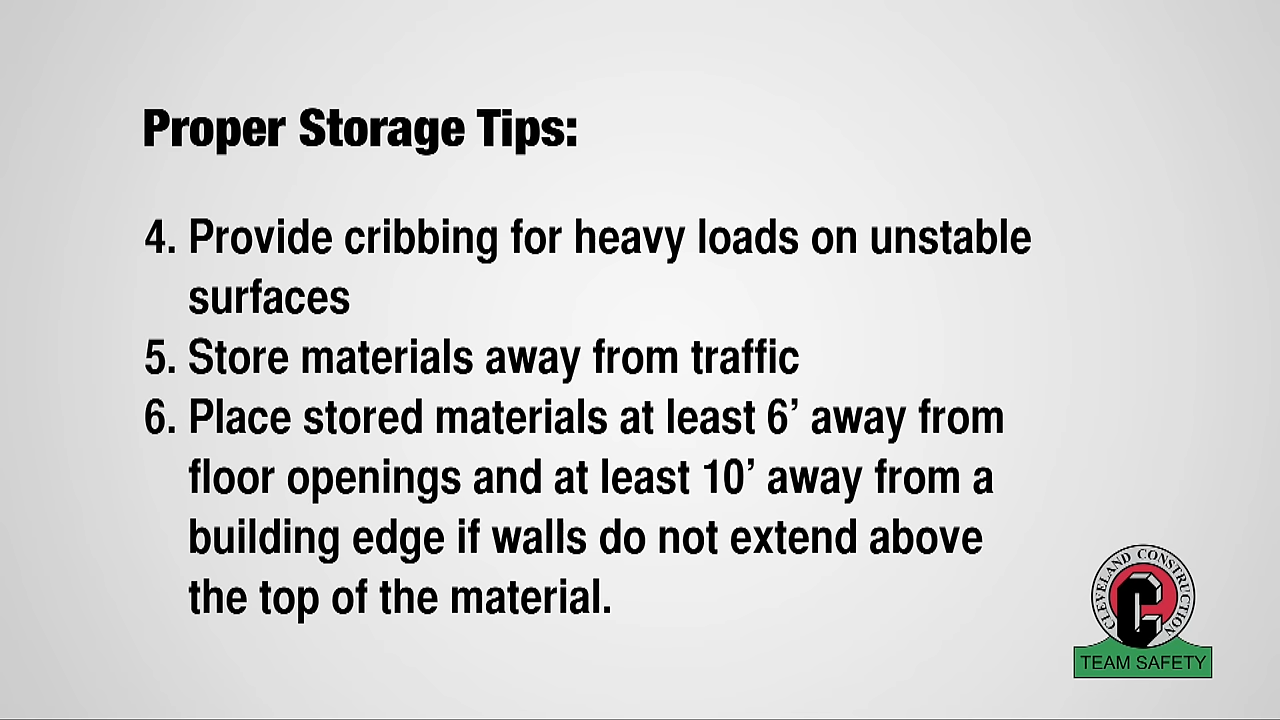 Proper Storage Tips:
4. Provide cribbing for heavy loads on unstable
surfaces
5. Store materials away from traffic
6. Place stored materials at least 6’ away from
floor openings and at least 10’ away from a
building edge if walls do not extend above
the top of the material.
CLEVELAND CONSTRUCTION
C
TEAM SAFETY